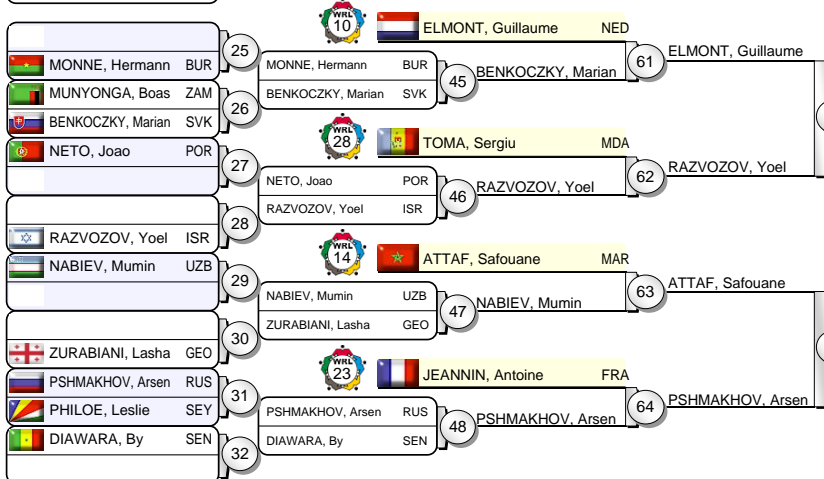 WRL
10
ELMONT, Guillaume NED
25
61
ELMONT, Guillaume
MONNE, Hermann BUR
MONNE, Hermann BUR
45
BENKOCZKY, Marian
MUNYONGA, Boas ZAM
BENKOCZKY, Marian SVK
26
BENKOCZKY, Marian SVK
WRL
28
TOMA, Sergiu MDA
NETO, Joao POR
27
62
RAZVOZOV, Yoel
NETO, Joao POR
46
RAZVOZOV, Yoel
RAZVOZOV, Yoel ISR
28
RAZVOZOV, Yoel ISR
WRL
14
ATTAF, Safouane MAR
NABIEV, Mumin UZB
29
63
ATTAF, Safouane
NABIEV, Mumin UZB
47
NABIEV, Mumin
ZURABIANI, Lasha GEO
30
ZURABIANI, Lasha GEO
WRL
23
JEANNIN, Antoine FRA
PSHMAKHOV, Arsen RUS
31
64
PSHMAKHOV, Arsen
PHILOE, Leslie SEY
PSHMAKHOV, Arsen RUS
48
PSHMAKHOV, Arsen
DIAWARA, By SEN
DIAWARA, By SEN
32